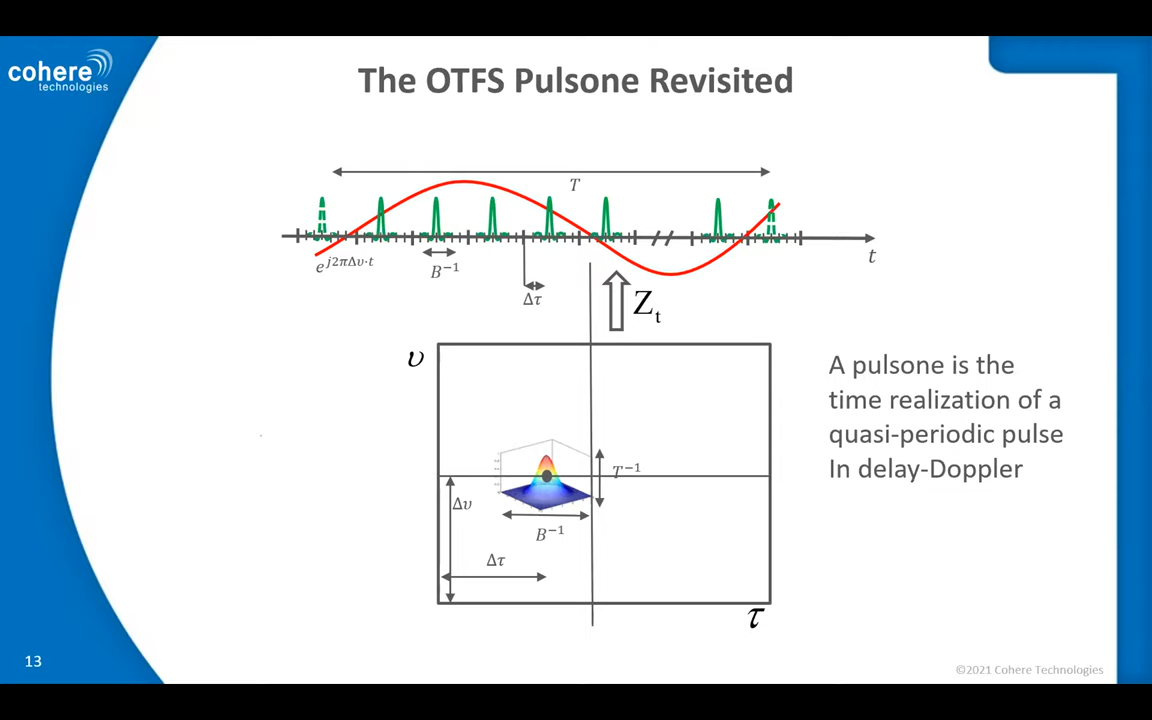 cohere
technologies
The OTFS Pulsone Revisited
T
e^{j2πΔυ·t}
B⁻¹
Δτ
t
Z_t
υ
A pulsone is the
time realization of a
quasi-periodic pulse
In delay-Doppler
T⁻¹
Δυ
B⁻¹
Δτ
τ
13
©2021 Cohere Technologies